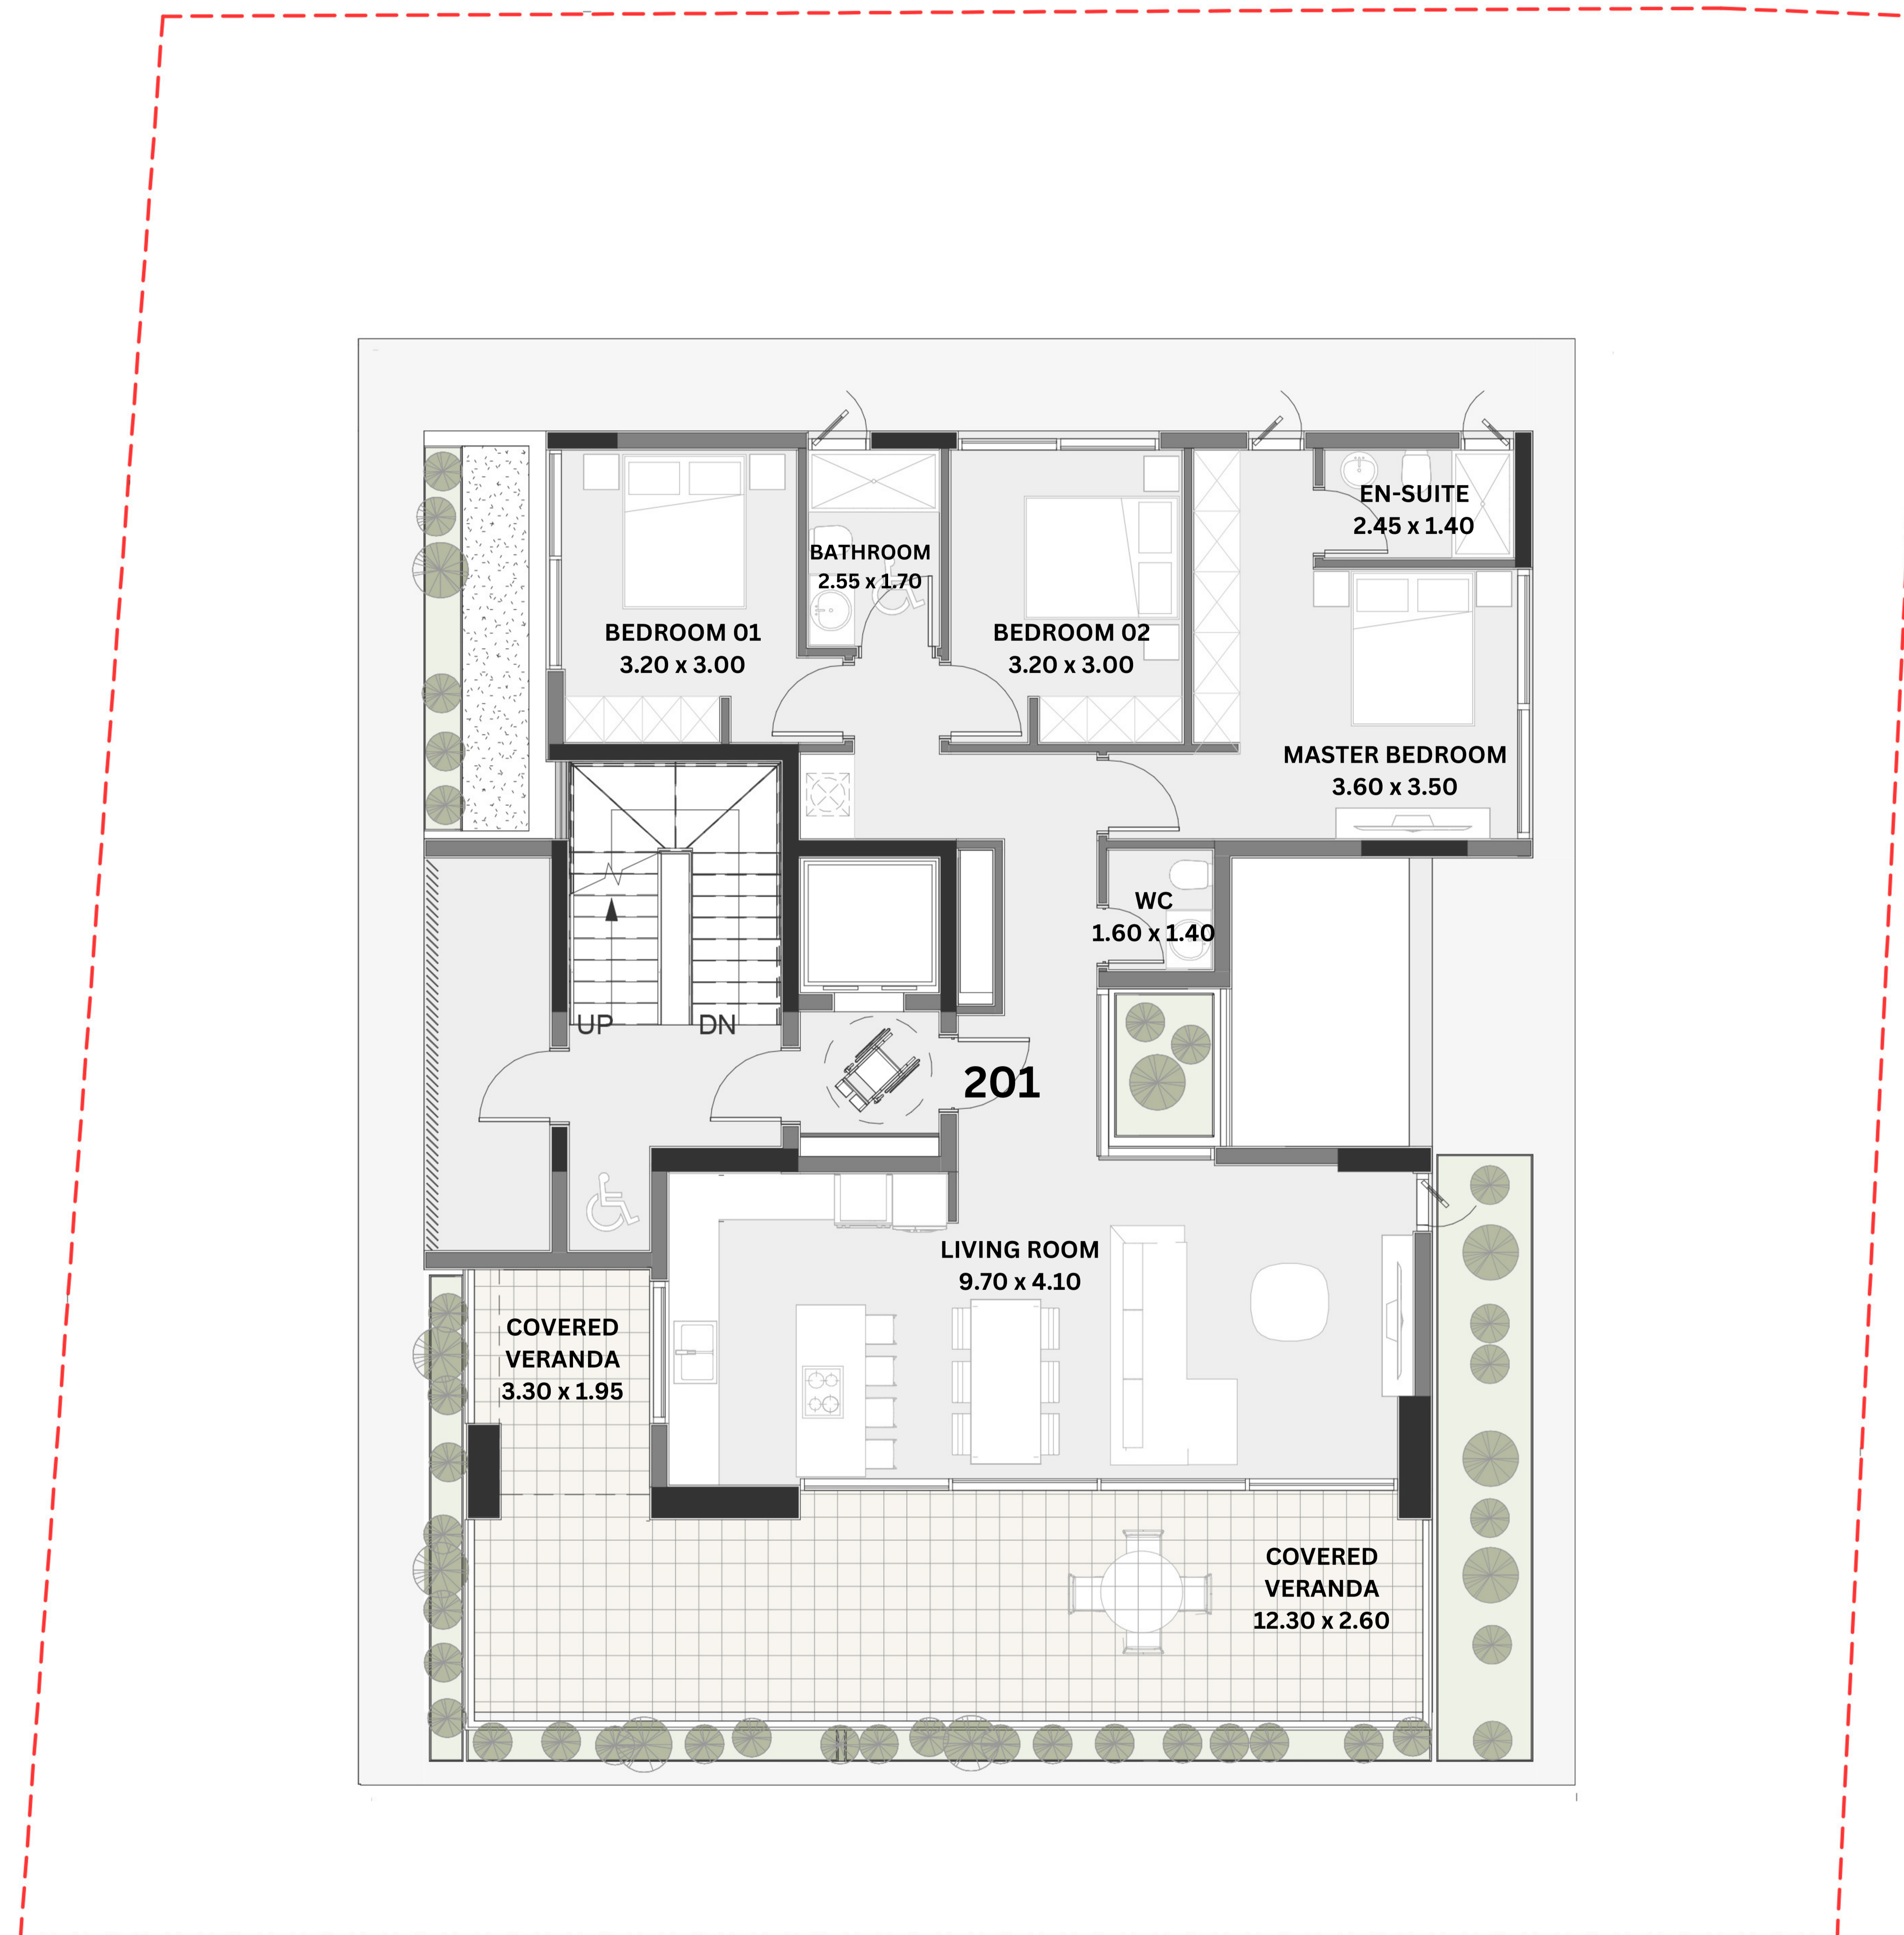 EN-SUITE
2.45 x 1.40
BATHROOM
2.55 x 1.70
BEDROOM 01
3.20 x 3.00
BEDROOM 02
3.20 x 3.00
MASTER BEDROOM
3.60 x 3.50
WC
1.60 x 1.40
UP
DN
201
LIVING ROOM
9.70 x 4.10
COVERED
VERANDA
3.30 x 1.95
COVERED
VERANDA
12.30 x 2.60